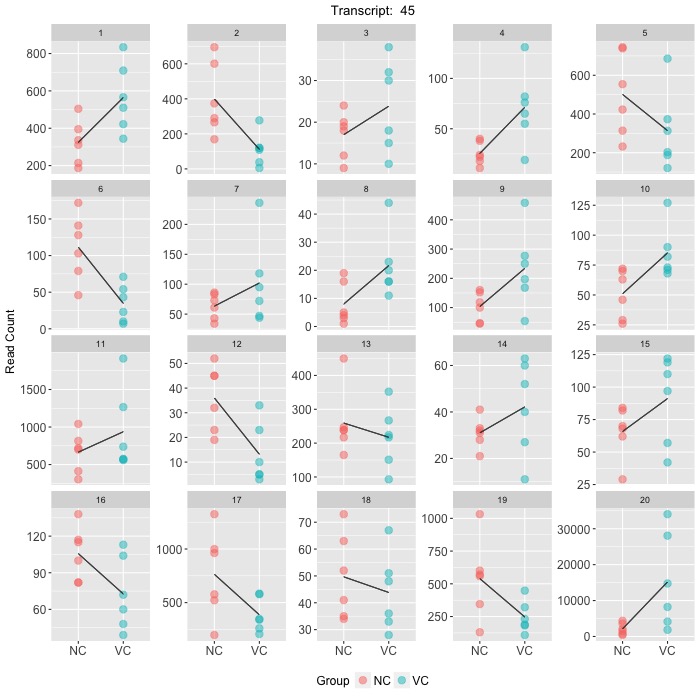 Transcript: 45
1 2 3 4 5
800 600 400 200
600 400 200 0
30 20 10
100 50
600 400 200
6 7 8 9 10
150 100 50 0
200 150 100 50
40 30 20 10 0
400 300 200 100
125 100 75 50 25
Read Count
11 12 13 14 15
1500 1000 500
50 40 30 20 10
400 300 200 100
60 40 20
125 100 75 50 25
16 17 18 19 20
120 90 60
1000 500
70 60 50 40 30
1000 750 500 250
30000 20000 10000 0
NC VC NC VC NC VC NC VC NC VC
Group NC VC